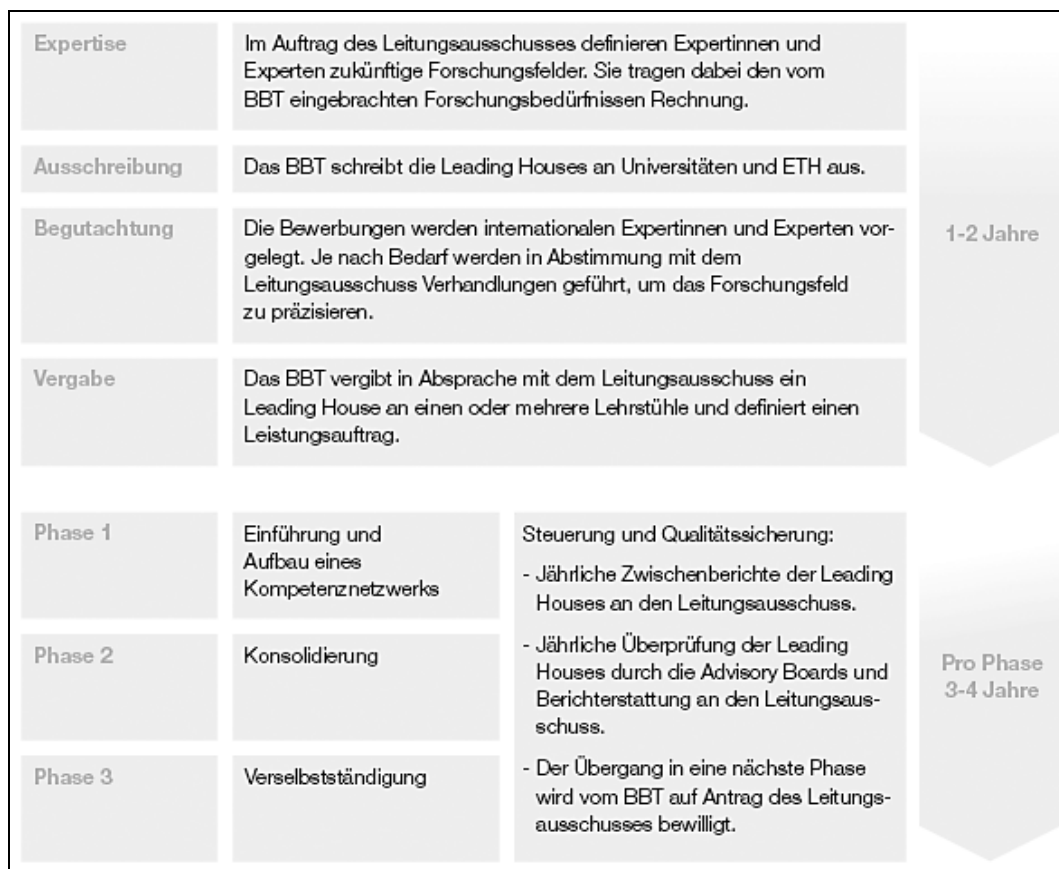 Expertise
Im Auftrag des Leitungsausschusses definieren Expertinnen und
Experten zukünftige Forschungsfelder. Sie tragen dabei den vom
BBT eingebrachten Forschungsbedürfnissen Rechnung.
Ausschreibung
Das BBT schreibt die Leading Houses an Universitäten und ETH aus.
Begutachtung
Die Bewerbungen werden internationalen Expertinnen und Experten vor-
gelegt. Je nach Bedarf werden in Abstimmung mit dem
Leitungsausschuss Verhandlungen geführt, um das Forschungsfeld
zu präzisieren.
Vergabe
Das BBT vergibt in Absprache mit dem Leitungsausschuss ein
Leading House an einen oder mehrere Lehrstühle und definiert einen
Leistungsauftrag.
1-2 Jahre
Phase 1
Einführung und
Aufbau eines
Kompetenznetzwerks
Phase 2
Konsolidierung
Phase 3
Verselbstständigung
Steuerung und Qualitätssicherung:
- Jährliche Zwischenberichte der Leading
Houses an den Leitungsausschuss.
- Jährliche Überprüfung der Leading
Houses durch die Advisory Boards und
Berichterstattung an den Leitungsaus-
schuss.
- Der Übergang in eine nächste Phase
wird vom BBT auf Antrag des Leitungs-
ausschusses bewilligt.
Pro Phase
3-4 Jahre